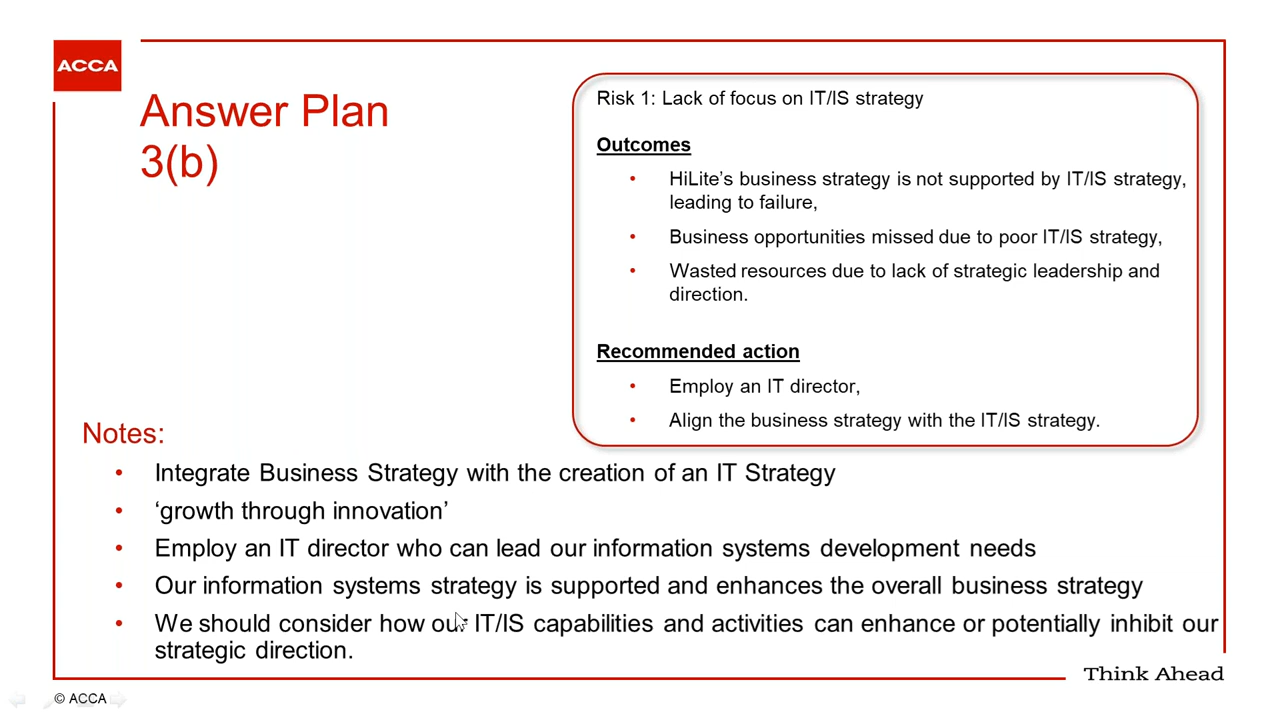 ACCA
Answer Plan
3(b)
Risk 1: Lack of focus on IT/IS strategy
Outcomes
• HiLite’s business strategy is not supported by IT/IS strategy,
leading to failure,
• Business opportunities missed due to poor IT/IS strategy,
• Wasted resources due to lack of strategic leadership and
direction.
Recommended action
• Employ an IT director,
• Align the business strategy with the IT/IS strategy.
Notes:
• Integrate Business Strategy with the creation of an IT Strategy
• ‘growth through innovation’
• Employ an IT director who can lead our information systems development needs
• Our information systems strategy is supported and enhances the overall business strategy
• We should consider how our IT/IS capabilities and activities can enhance or potentially inhibit our
strategic direction.
Think Ahead
© ACCA